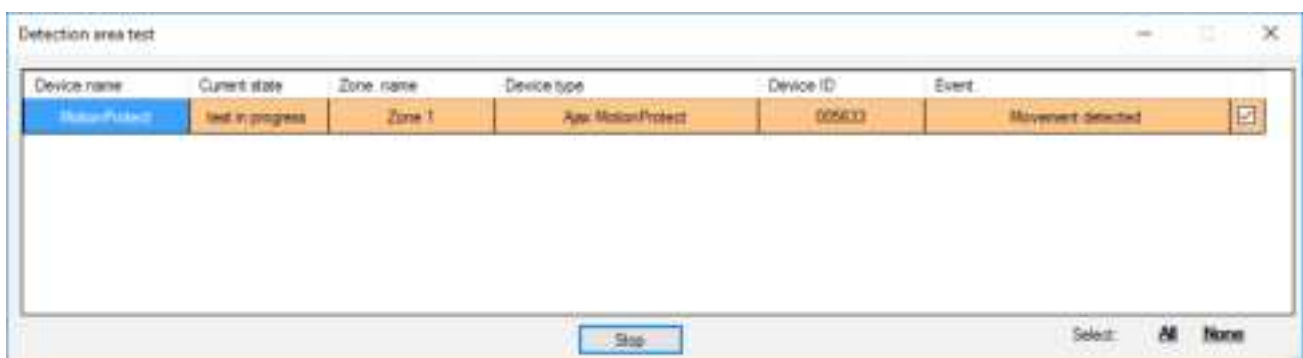 Detection area test
Device name Current state Zone name Device type Device ID Event
MotionProtect test in progress Zone 1 Ajax MotionProtect 005633 Movement detected
Stop Select: All None